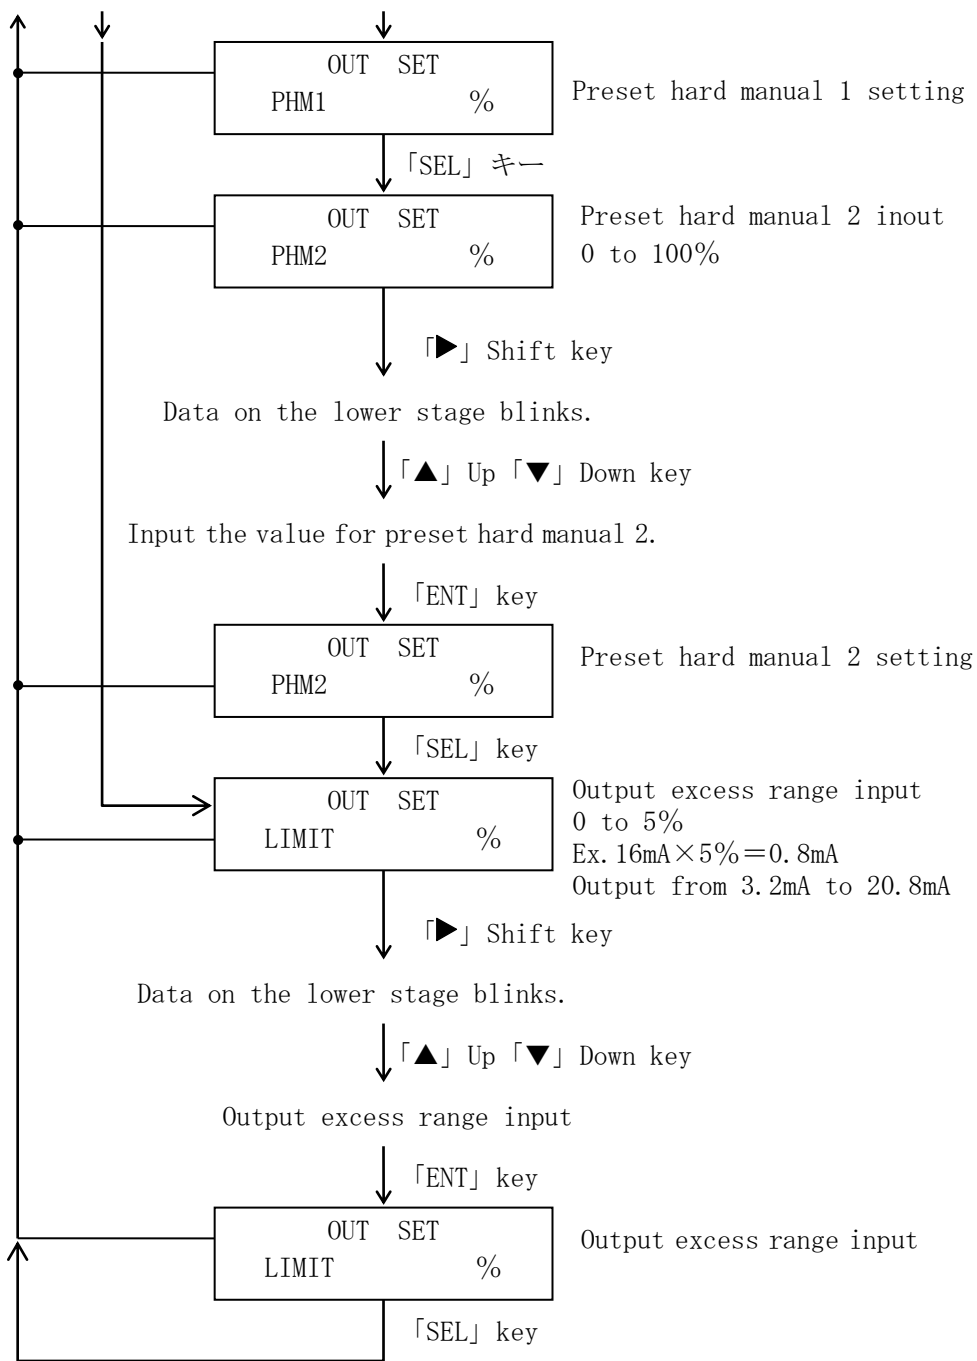 OUT SET
PHM1 %
Preset hard manual 1 setting
「SEL」キー
OUT SET
PHM2 %
Preset hard manual 2 inout
0 to 100%
「▶」Shift key
Data on the lower stage blinks.
「▲」Up「▼」Down key
Input the value for preset hard manual 2.
「ENT」key
OUT SET
PHM2 %
Preset hard manual 2 setting
「SEL」key
OUT SET
LIMIT %
Output excess range input
0 to 5%
Ex. 16mA×5%=0.8mA
Output from 3.2mA to 20.8mA
「▶」Shift key
Data on the lower stage blinks.
「▲」Up「▼」Down key
Output excess range input
「ENT」key
OUT SET
LIMIT %
Output excess range input
「SEL」key